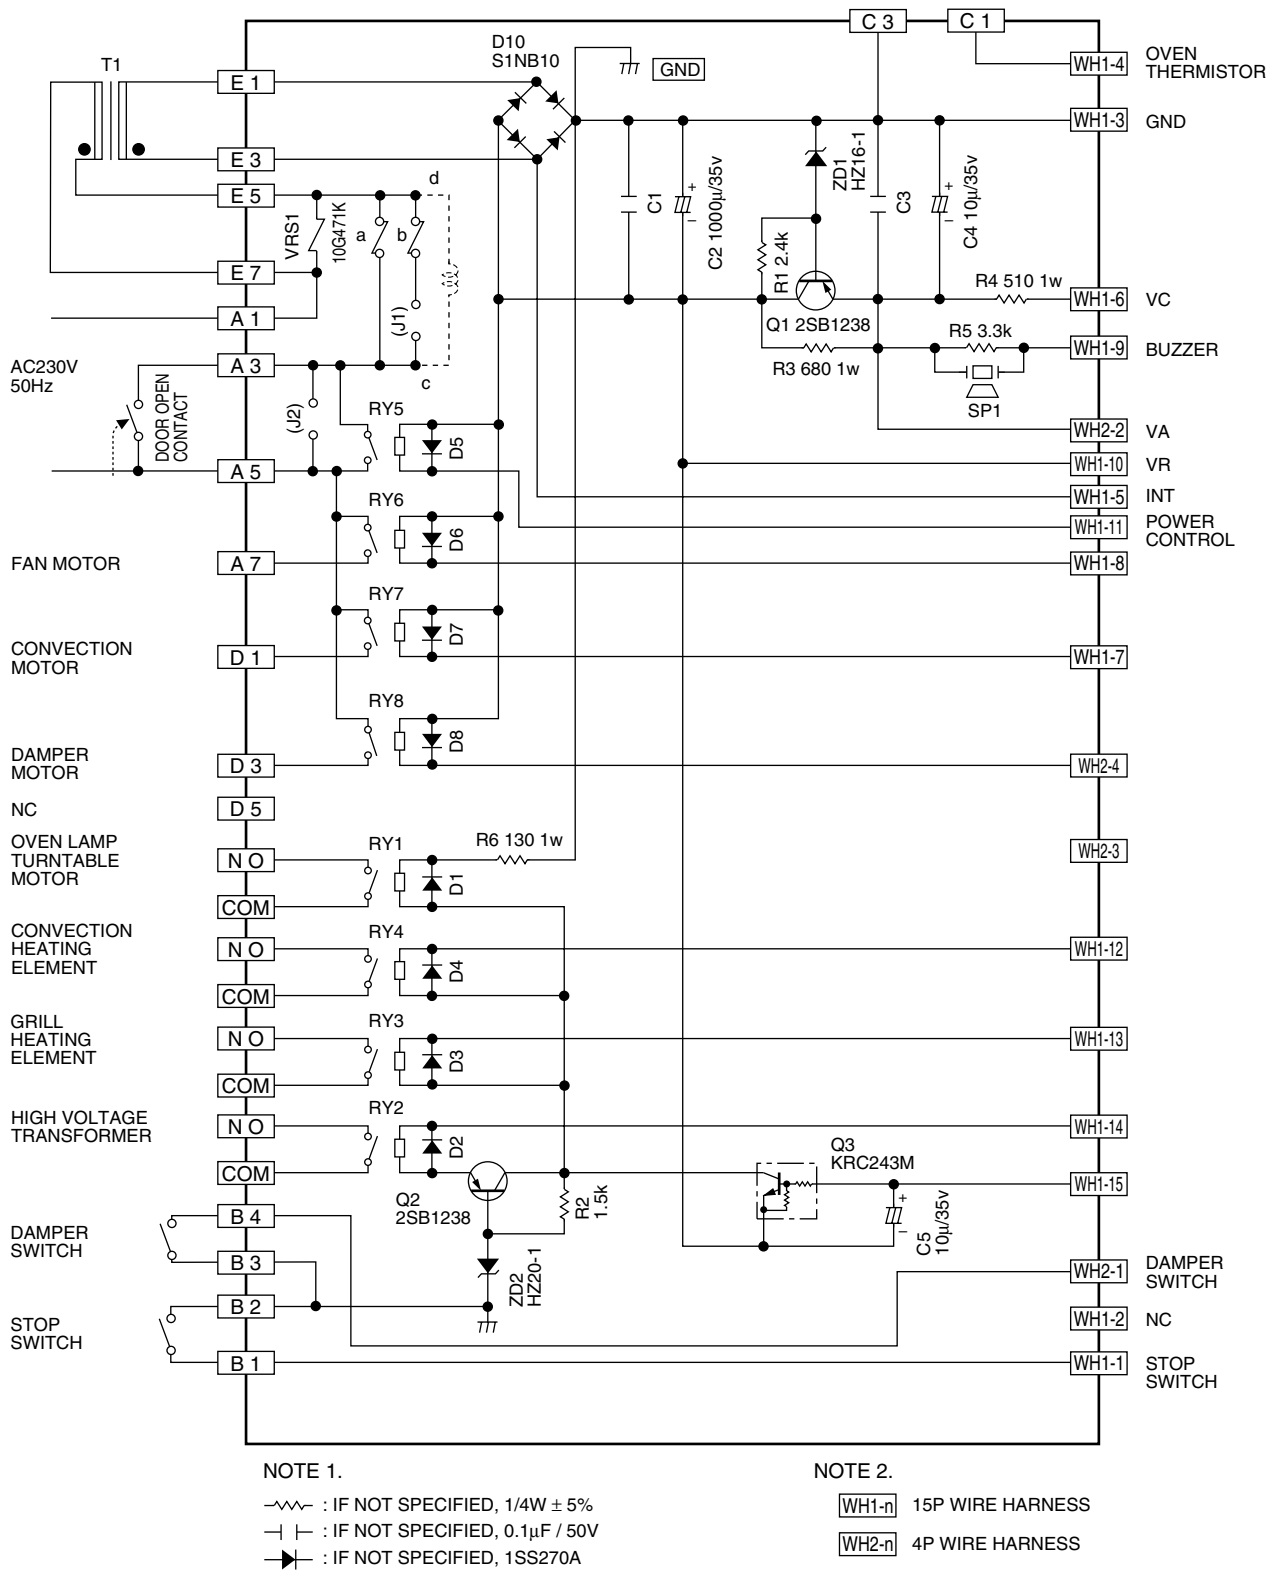 C 3
C 1
D10
S1NB10
GND
T1
E 1
WH1-4
OVEN
THERMISTOR
WH1-3
GND
E 3
E 5
E 7
A 1
A 3
A 5
AC230V
50Hz
DOOR OPEN
CONTACT
VRS1
10G471K
a
b
d
c
(J1)
(J2)
C1
C2 1000µ/35v
+
–
ZD1
HZ16-1
R1 2.4k
C3
C4 10µ/35v
+
–
Q1 2SB1238
R3 680 1w
R4 510 1w
WH1-6
VC
R5 3.3k
WH1-9
BUZZER
SP1
WH2-2
VA
WH1-10
VR
WH1-5
INT
WH1-11
POWER
CONTROL
RY5
D5
RY6
D6
FAN MOTOR
A 7
WH1-8
RY7
D7
CONVECTION
MOTOR
D 1
WH1-7
RY8
D8
DAMPER
MOTOR
D 3
WH2-4
NC
D 5
OVEN LAMP
TURNTABLE
MOTOR
N O
COM
RY1
D1
R6 130 1w
WH2-3
CONVECTION
HEATING
ELEMENT
N O
COM
RY4
D4
WH1-12
GRILL
HEATING
ELEMENT
N O
COM
RY3
D3
WH1-13
HIGH VOLTAGE
TRANSFORMER
N O
COM
RY2
D2
WH1-14
Q3
KRC243M
WH1-15
Q2
2SB1238
R2
1.5k
C5
10µ/35v
+
–
ZD2
HZ20-1
DAMPER
SWITCH
B 4
B 3
WH2-1
DAMPER
SWITCH
B 2
WH1-2
NC
STOP
SWITCH
B 1
WH1-1
STOP
SWITCH
NOTE 1.
: IF NOT SPECIFIED, 1/4W ± 5%
: IF NOT SPECIFIED, 0.1µF / 50V
: IF NOT SPECIFIED, 1SS270A
NOTE 2.
WH1-n 15P WIRE HARNESS
WH2-n 4P WIRE HARNESS